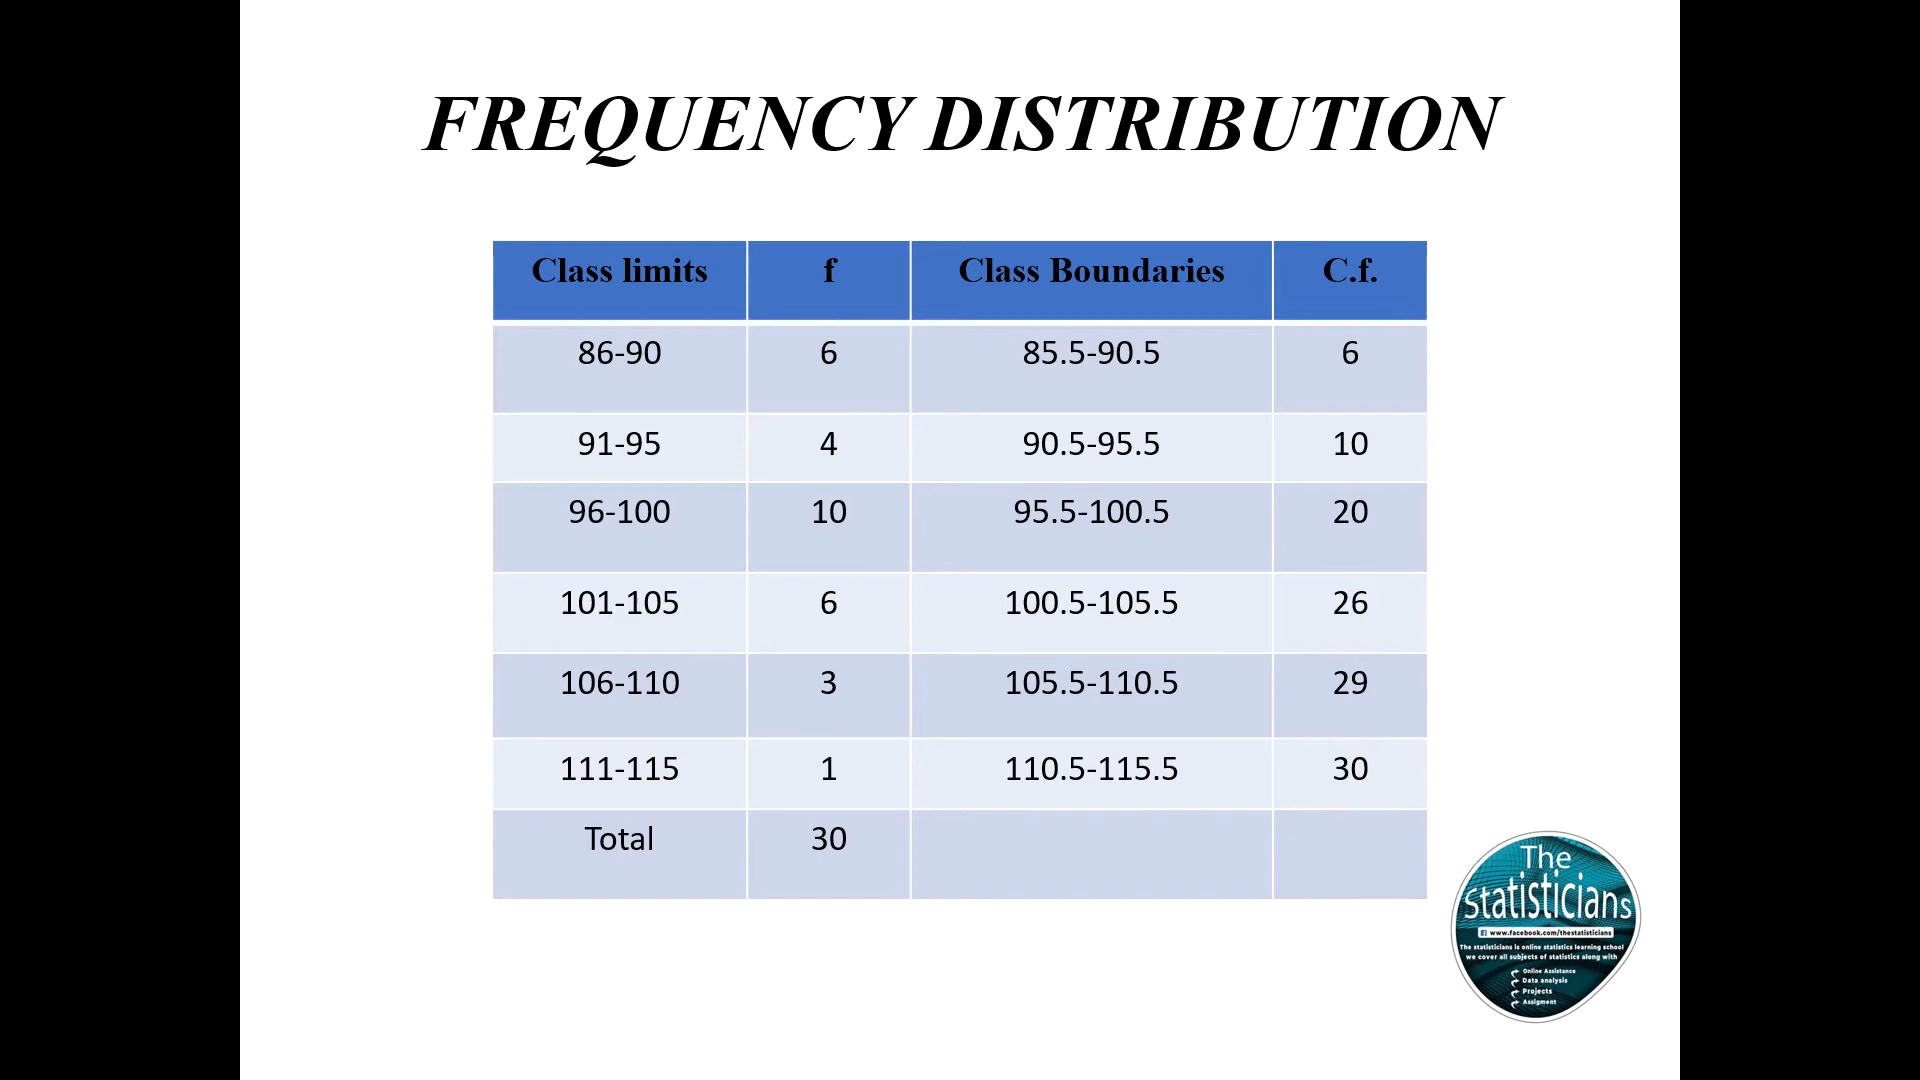 FREQUENCY DISTRIBUTION
Class limits f Class Boundaries C.f.
86-90 6 85.5-90.5 6
91-95 4 90.5-95.5 10
96-100 10 95.5-100.5 20
101-105 6 100.5-105.5 26
106-110 3 105.5-110.5 29
111-115 1 110.5-115.5 30
Total 30
The
Statisticians
f www.facebook.com/thestatisticians
The statisticians is online statistics learning school
we cover all subjects of statistics along with
Online Assistance
Data analysis
Projects
Assigment